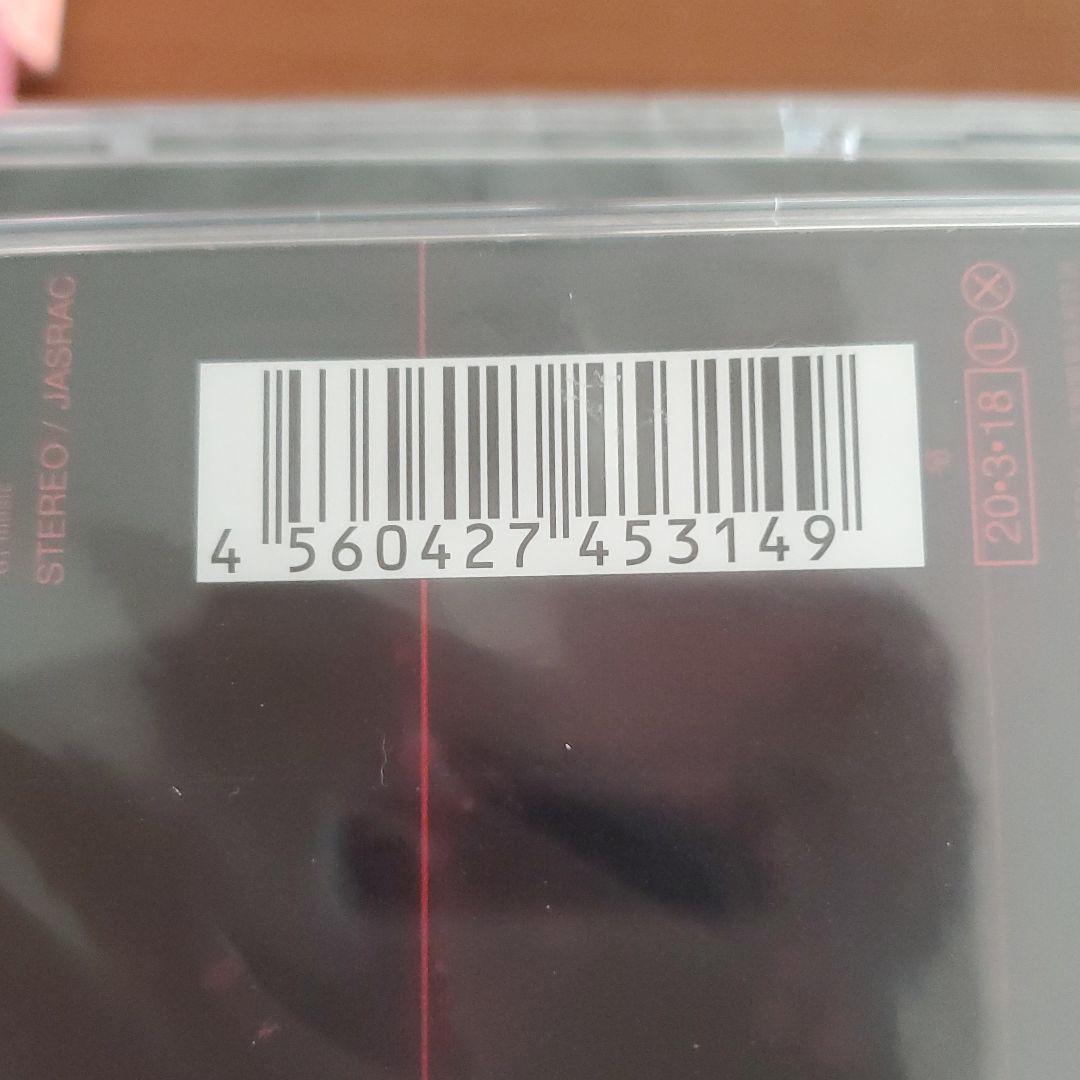 STEREO / JASRAC
4 560427 453149
20•3•18 Ⓛ Ⓧ